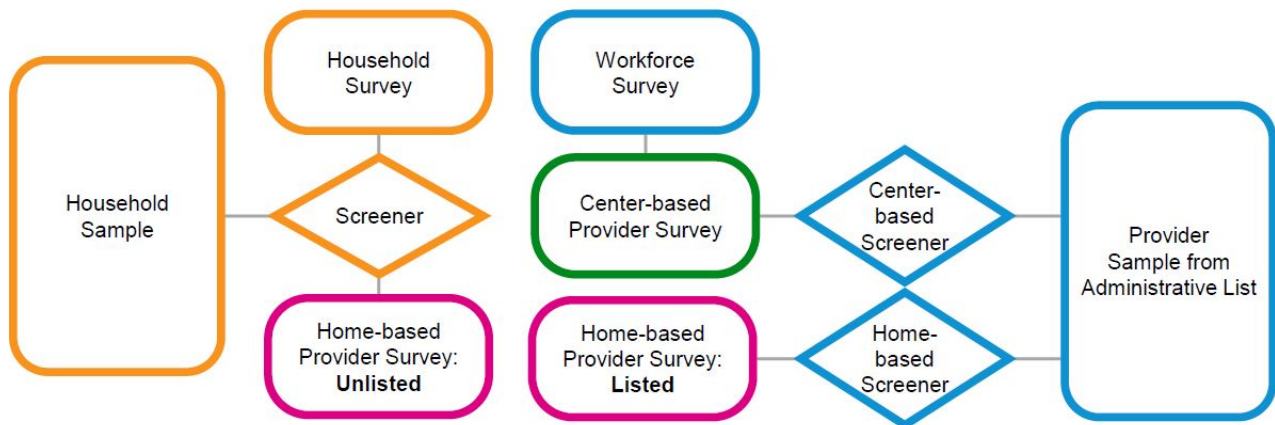 Household
Sample
Household
Survey
Screener
Home-based
Provider Survey:
Unlisted
Workforce
Survey
Center-based
Provider Survey
Home-based
Provider Survey:
Listed
Center-
based
Screener
Home-
based
Screener
Provider
Sample from
Administrative List